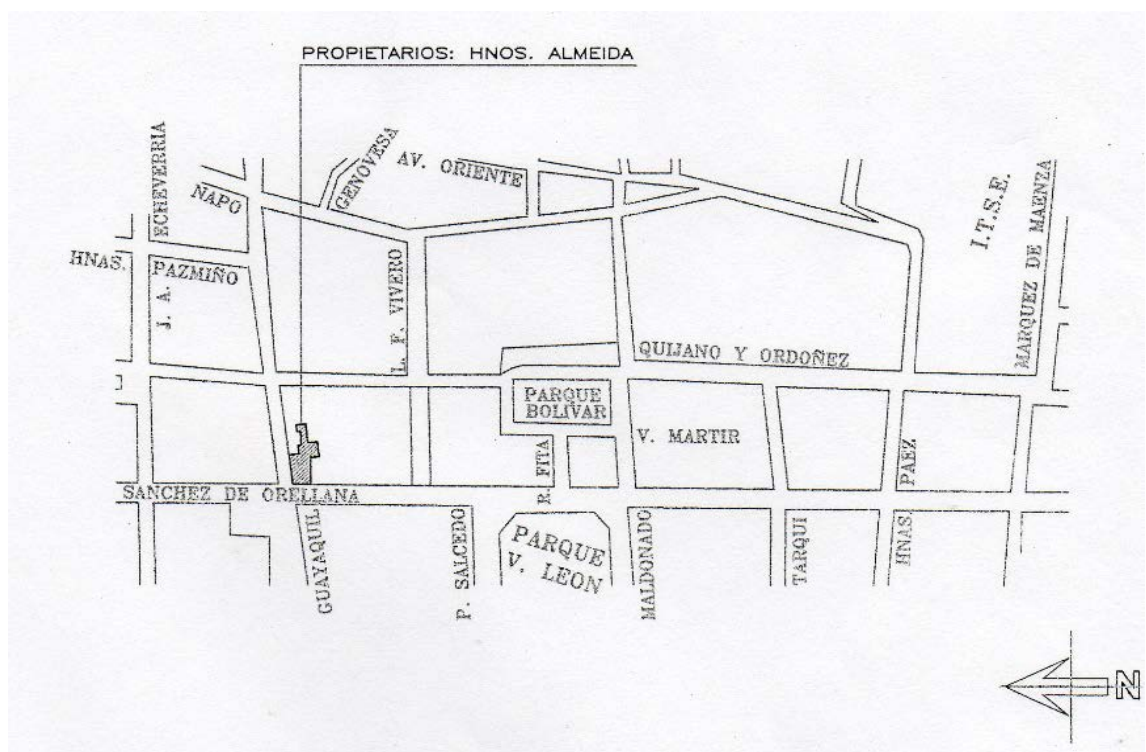 PROPIETARIOS: HNOS. ALMEIDA
J. A. ECHEVERRIA
NAPO
GENOVESA
AV. ORIENTE
I.T.S.E.
MARQUEZ DE MAENZA
HNAS. PAZMIÑO
L. F. VIVERO
QUIJANO Y ORDOÑEZ
PARQUE
BOLÍVAR
V. MARTIR
R. FITA
HNAS. PAEZ
SANCHEZ DE ORELLANA
GUAYAQUIL
P. SALCEDO
PARQUE
V. LEON
MALDONADO
TARQUI
N